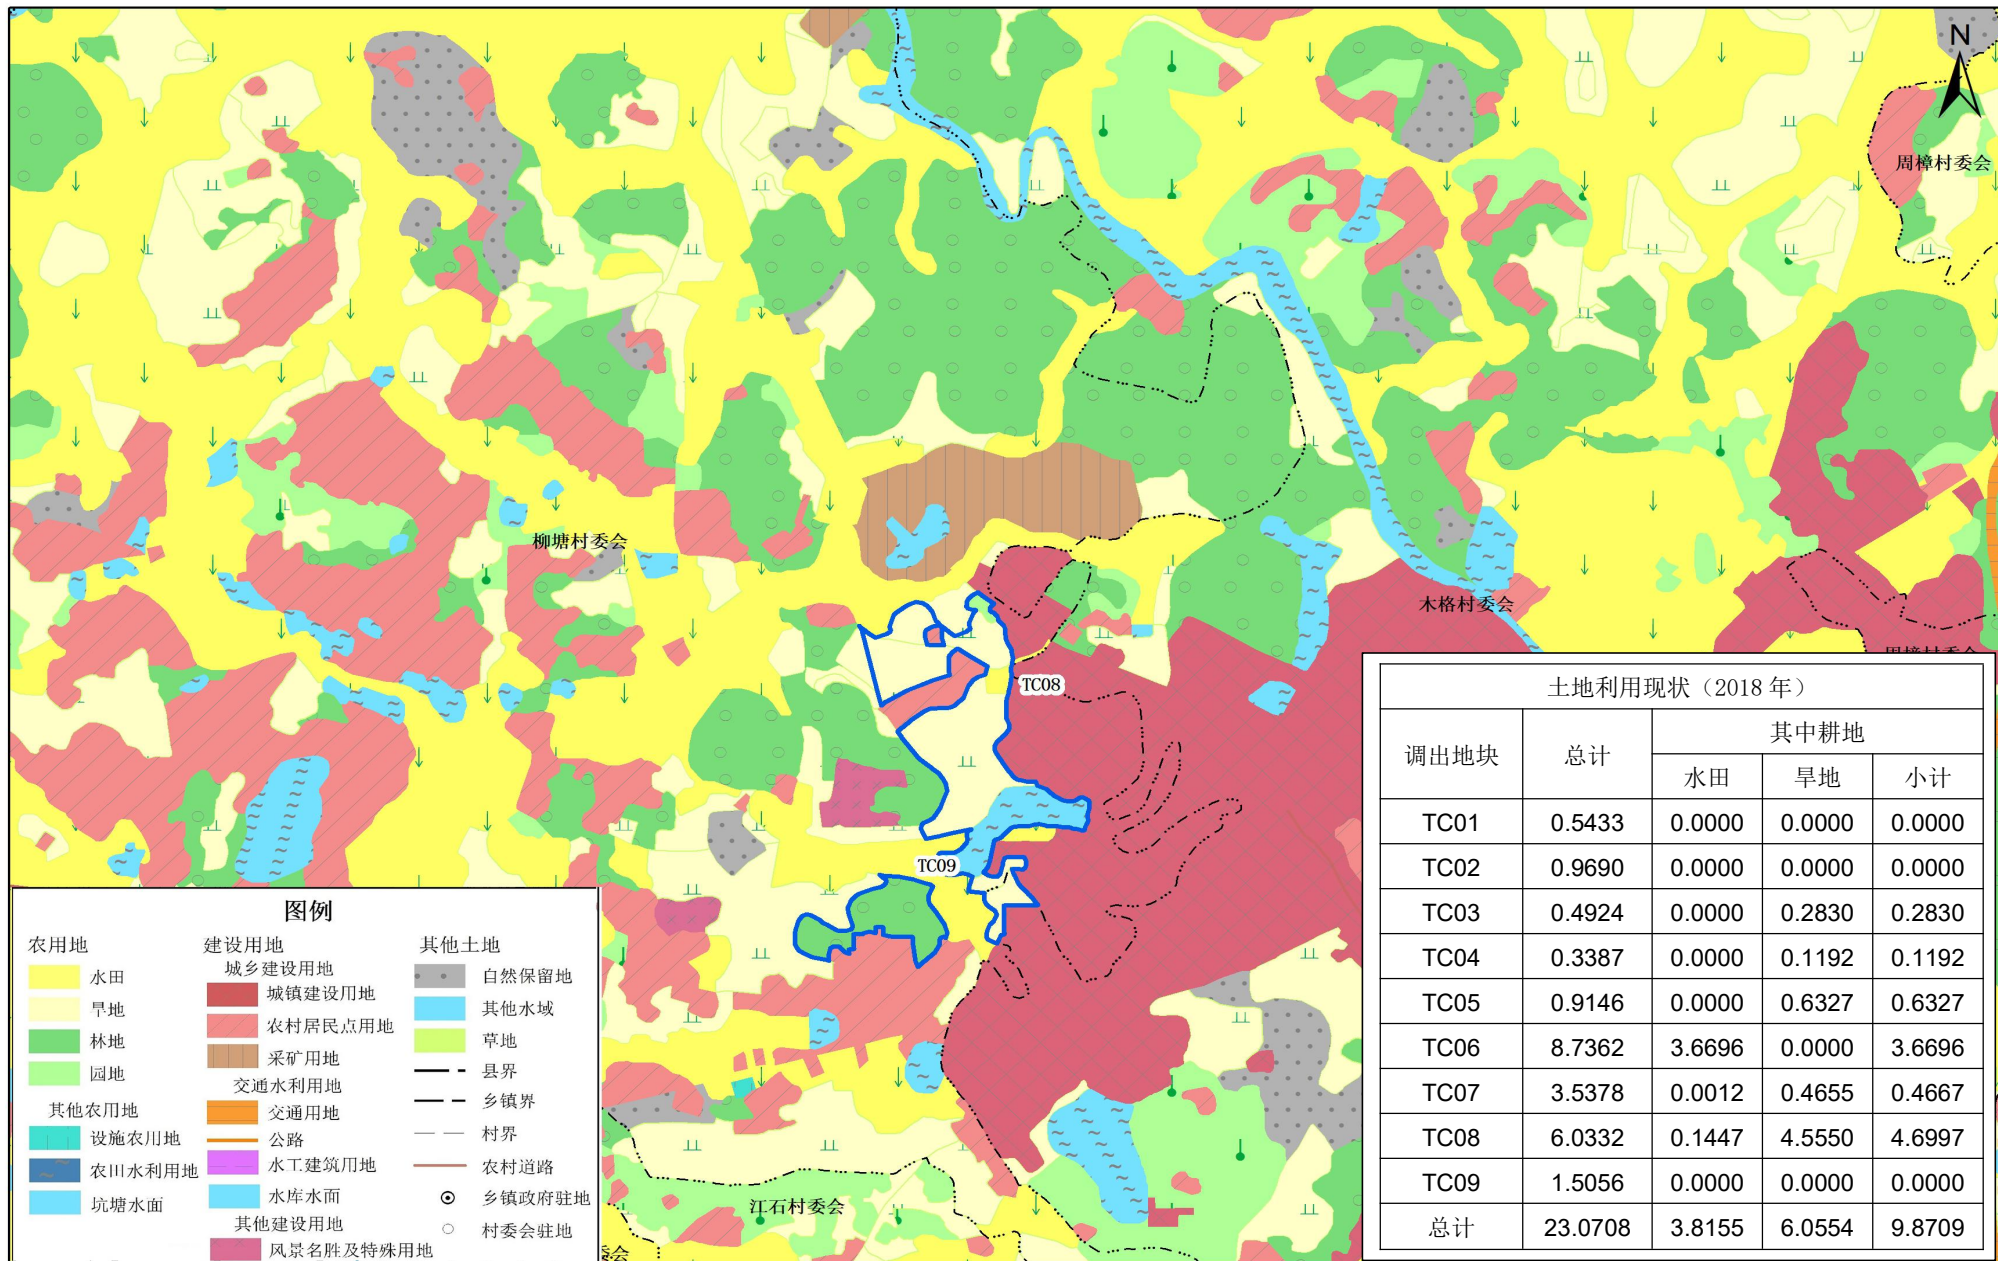 N
周樟村委会
柳塘村委会
木格村委会
TC08
TC09
江石村委会
委会
土地利用现状（2018 年）
调出地块 总计 其中耕地
水田 旱地 小计
TC01 0.5433 0.0000 0.0000 0.0000
TC02 0.9690 0.0000 0.0000 0.0000
TC03 0.4924 0.0000 0.2830 0.2830
TC04 0.3387 0.0000 0.1192 0.1192
TC05 0.9146 0.0000 0.6327 0.6327
TC06 8.7362 3.6696 0.0000 3.6696
TC07 3.5378 0.0012 0.4655 0.4667
TC08 6.0332 0.1447 4.5550 4.6997
TC09 1.5056 0.0000 0.0000 0.0000
总计 23.0708 3.8155 6.0554 9.8709
图例
农用地
水田
旱地
林地
园地
其他农用地
设施农用地
农田水利用地
坑塘水面
建设用地
城乡建设用地
城镇建设用地
农村居民点用地
采矿用地
交通水利用地
交通用地
公路
水工建筑用地
水库水面
其他建设用地
风景名胜及特殊用地
其他土地
自然保留地
其他水域
草地
县界
乡镇界
村界
农村道路
乡镇政府驻地
村委会驻地